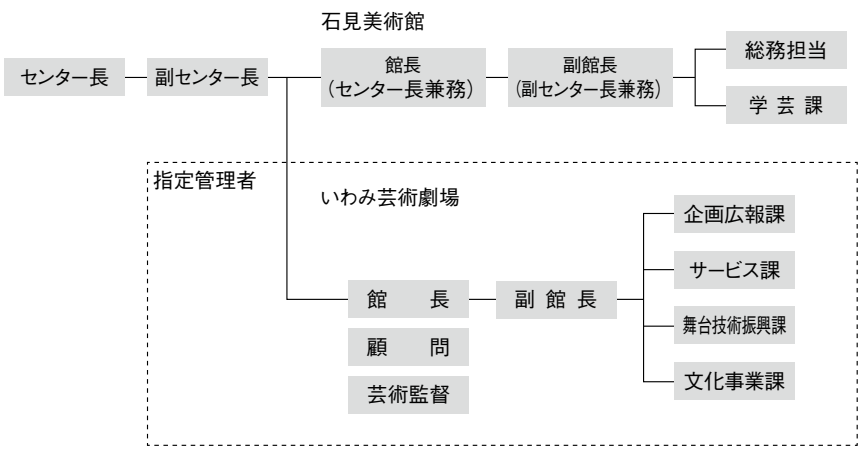 石見美術館
センター長
副センター長
館長
(センター長兼務)
副館長
(副センター長兼務)
総務担当
学芸課
指定管理者
いわみ芸術劇場
館長
副館長
顧問
芸術監督
企画広報課
サービス課
舞台技術振興課
文化事業課